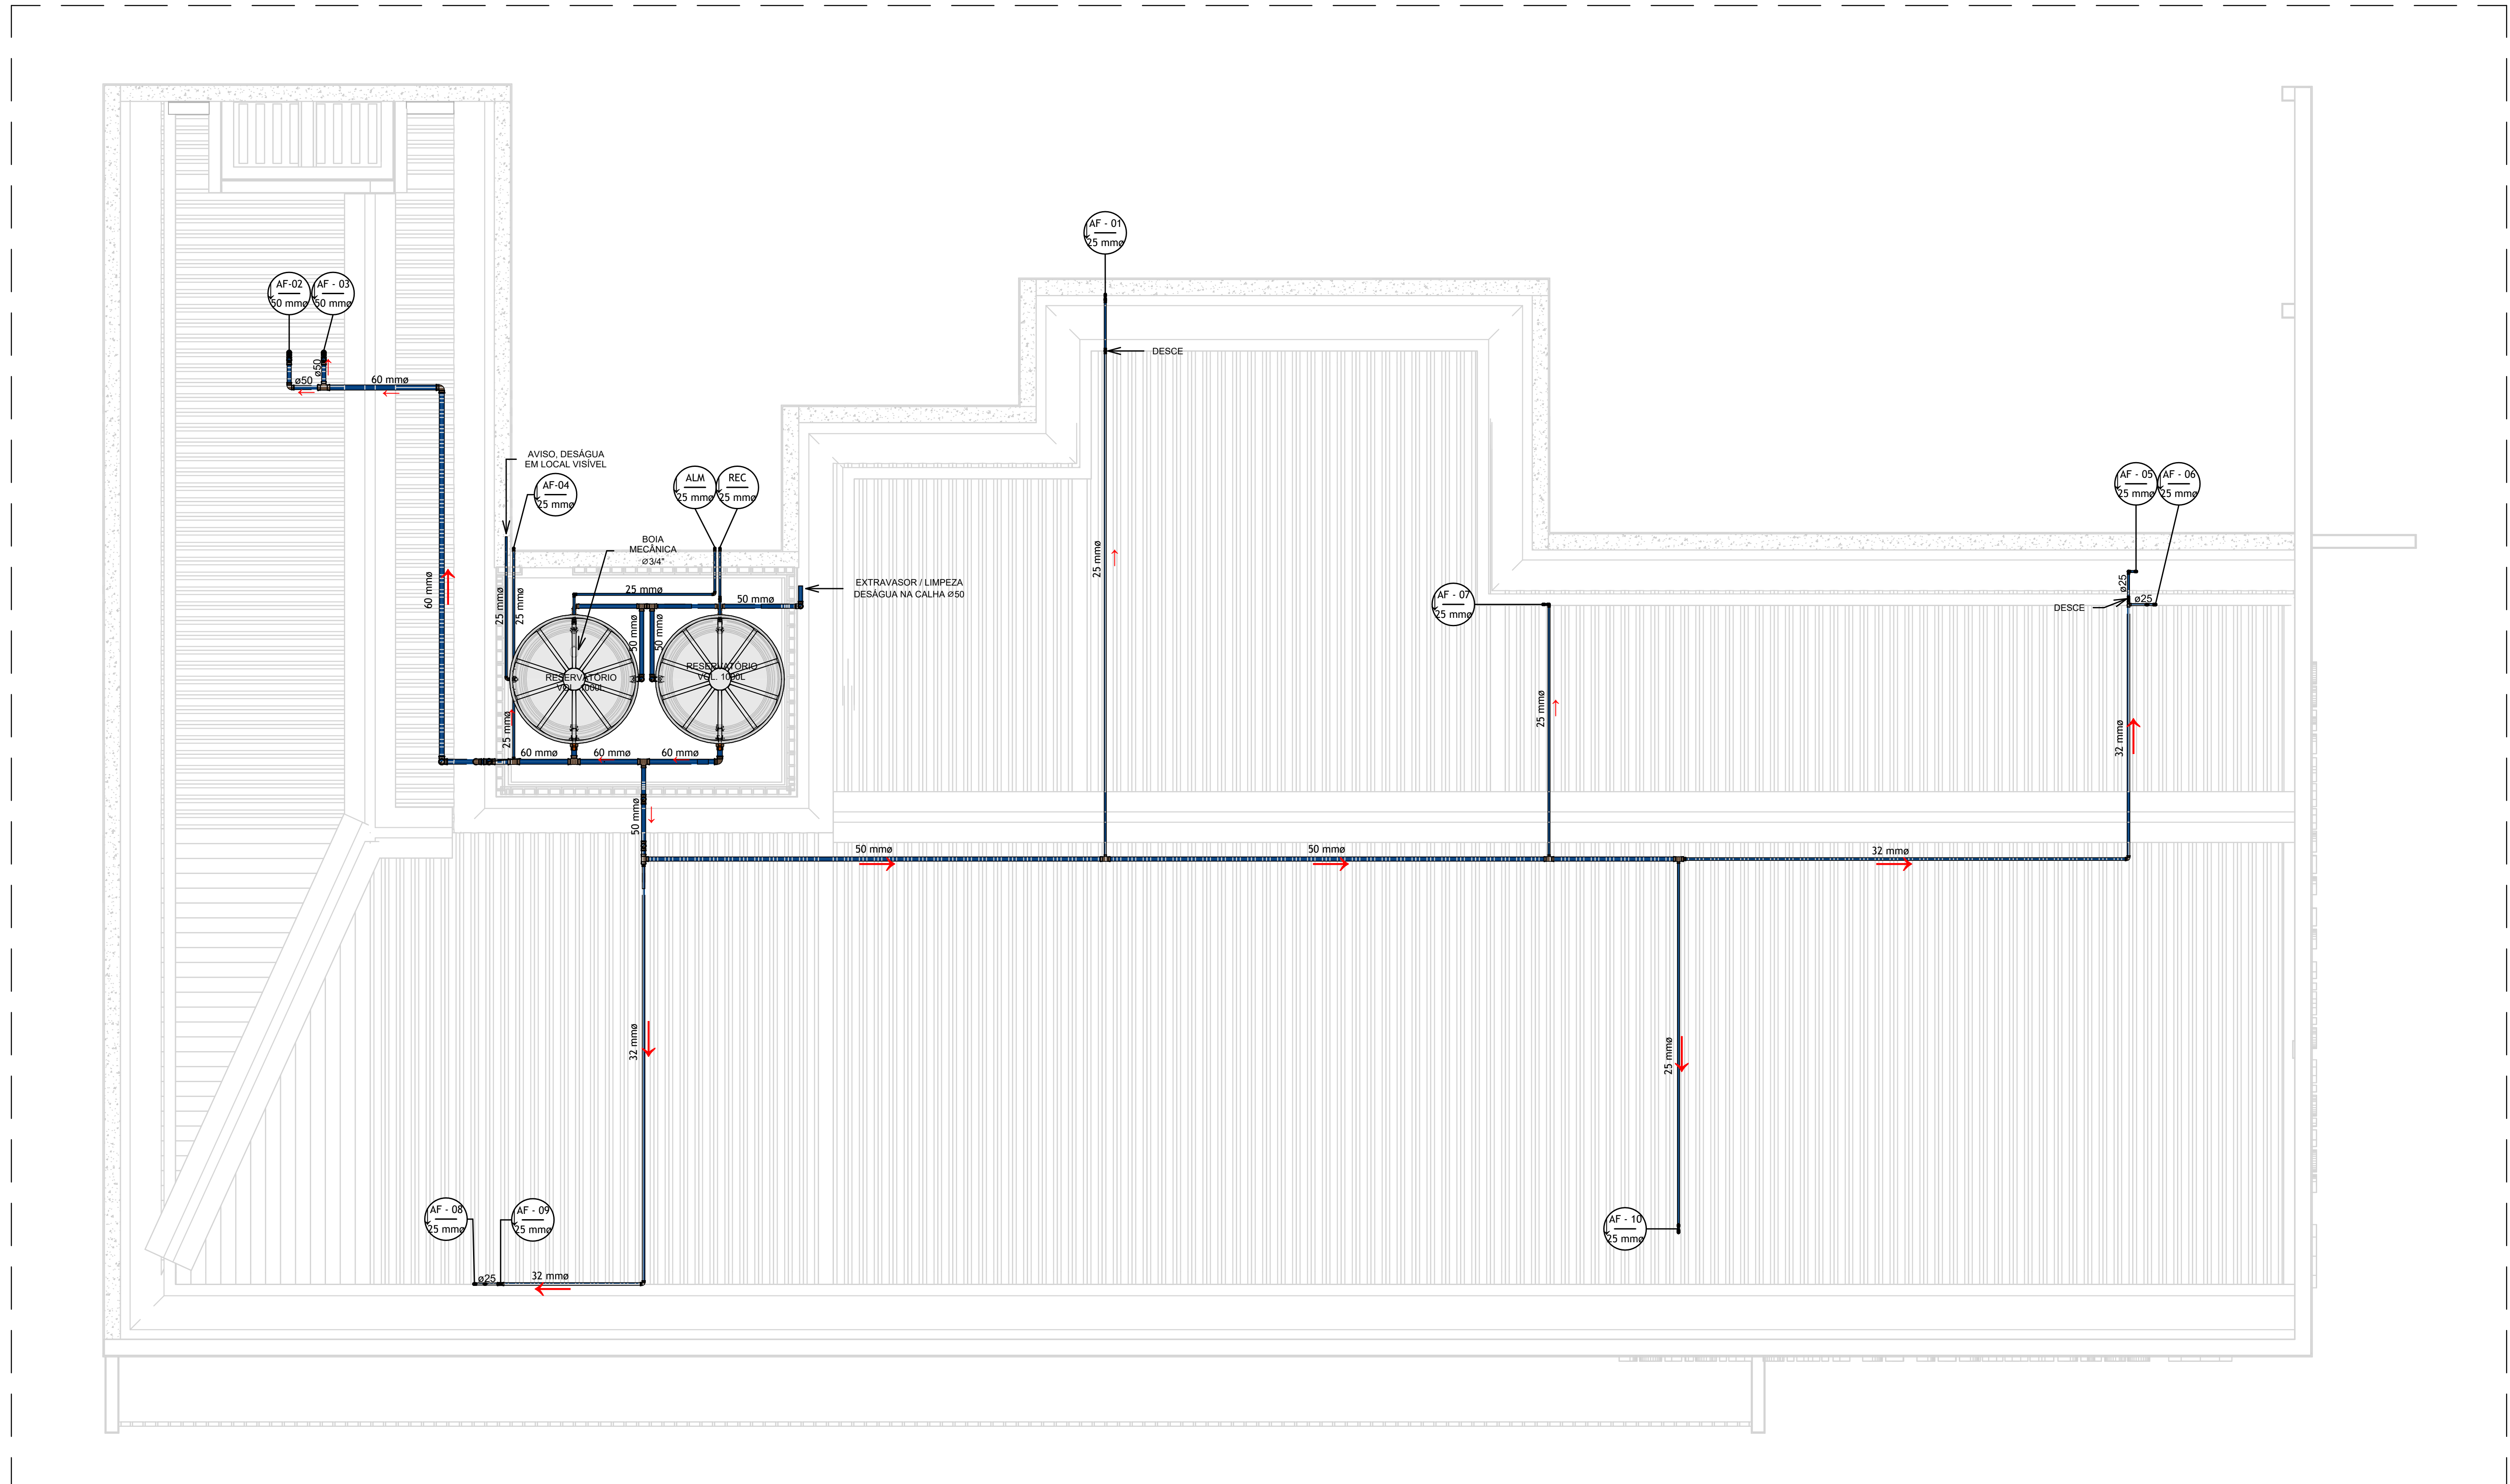 AF - 01
25 mmø
AF-02
50 mmø
AF - 03
50 mmø
DESCE
ø50
ø50
60 mmø
60 mmø
AVISO, DESÁGUA
EM LOCAL VISÍVEL
AF-04
25 mmø
ALM
25 mmø
REC
25 mmø
BOIA
MECÂNICA
Ø3/4"
AF - 05
25 mmø
AF - 06
25 mmø
25 mmø
25 mmø
25 mmø
50 mmø
50 mmø
50 mmø
EXTRAVASOR / LIMPEZA
DESÁGUA NA CALHA Ø50
25 mmø
AF - 07
25 mmø
ø25
ø25
DESCE
RESERVATÓRIO
VOL. 1000L
RESERVATÓRIO
VOL. 1000L
25 mmø
60 mmø
60 mmø
60 mmø
25 mmø
32 mmø
50 mmø
50 mmø
50 mmø
32 mmø
32 mmø
25 mmø
AF - 08
25 mmø
AF - 09
25 mmø
AF - 10
25 mmø
ø25
32 mmø